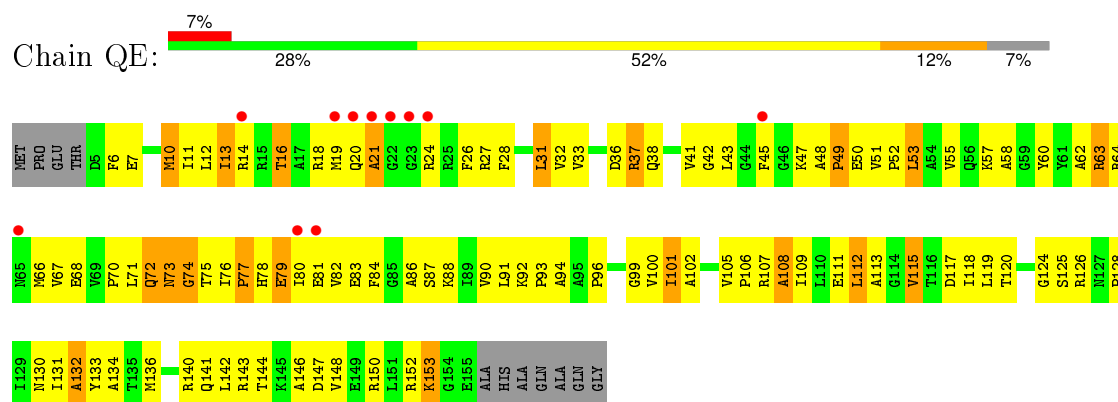 7%
Chain QE:
28% 52% 12% 7%
MET PRO GLU THR D5 F6 E7 M10 I11 L12 I13 R14 R15 T16 A17 R18 M19 Q20 A21 G22 G23 R24 R25 F26 R27 F28 L31 V32 V33 D36 R37 Q38 V41 G42 L43 G44 F45 G46 K47 A48 P49 E50 V51 P52 L53 A54 V55 Q56 K57 A58 G59 Y60 Y61 A62 R63 R64
N65 M66 V67 E68 V69 P70 L71 Q72 N73 G74 T75 I76 P77 H78 E79 I80 E81 V82 E83 F84 G85 A86 S87 K88 I89 V90 L91 K92 P93 A94 A95 P96 G99 V100 I101 A102 V105 P106 R107 A108 I109 L110 E111 L112 A113 G114 V115 T116 D117 I118 L119 T120 G124 S125 R126 N127 P128
I129 N130 I131 A132 Y133 A134 T135 M136 R140 Q141 L142 R143 T144 K145 A146 D147 V148 E149 R150 L151 R152 K153 G154 E155 ALA HIS ALA GLN ALA GLN GLY